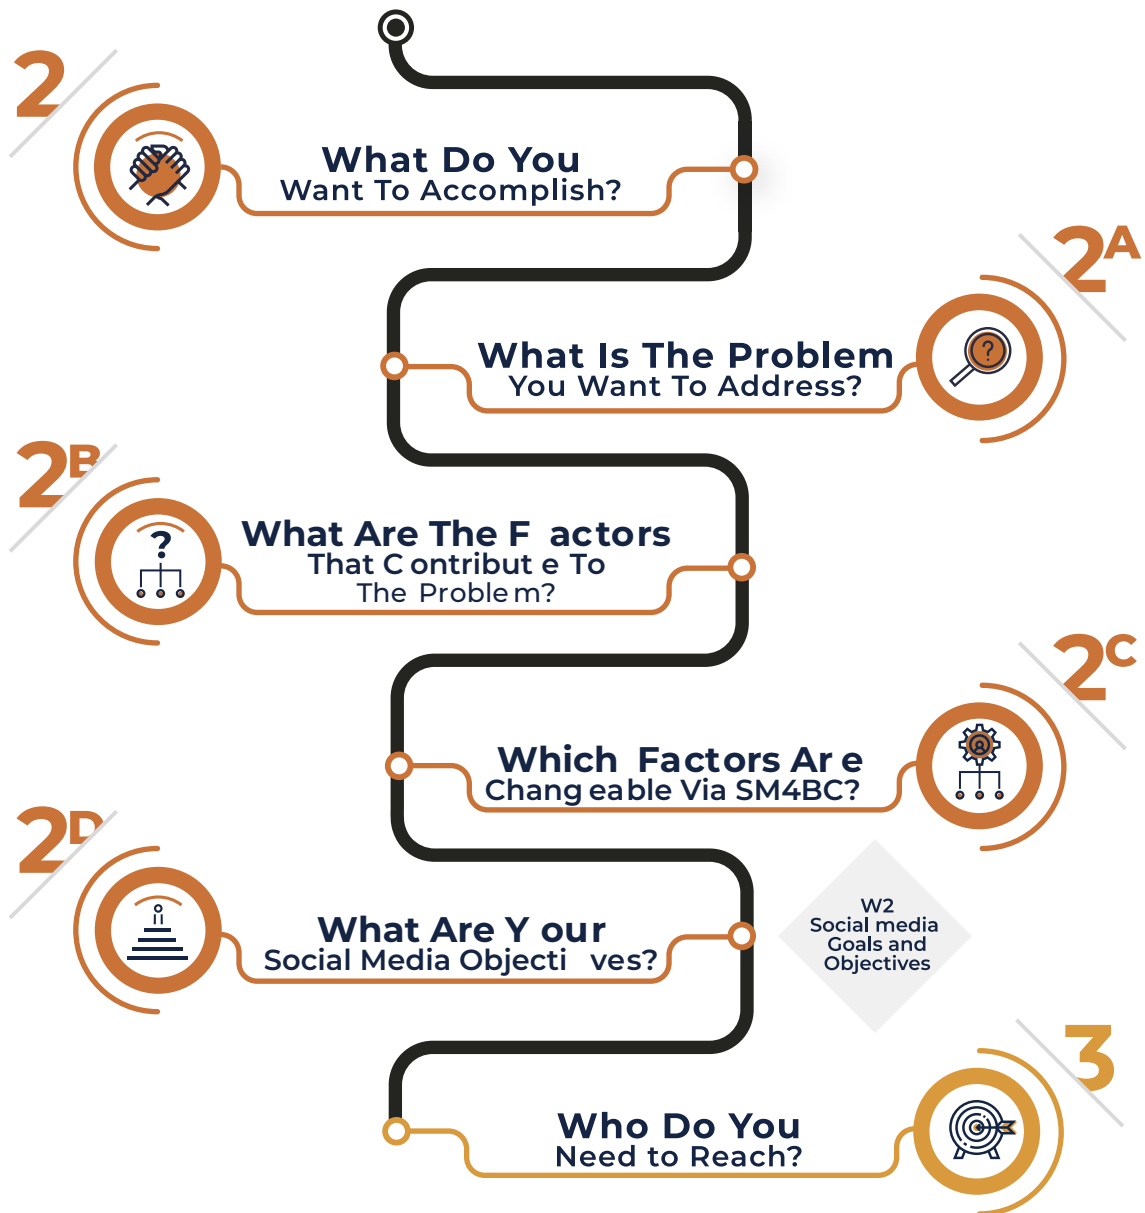 2
What Do You
Want To Accomplish?
2A
What Is The Problem
You Want To Address?
2B
What Are The F actors
That C ontribut e To
The Proble m?
2C
Which Factors Ar e
Chang eable Via SM4BC?
2D
What Are Y our
Social Media Objecti ves?
W2
Social media
Goals and
Objectives
3
Who Do You
Need to Reach?